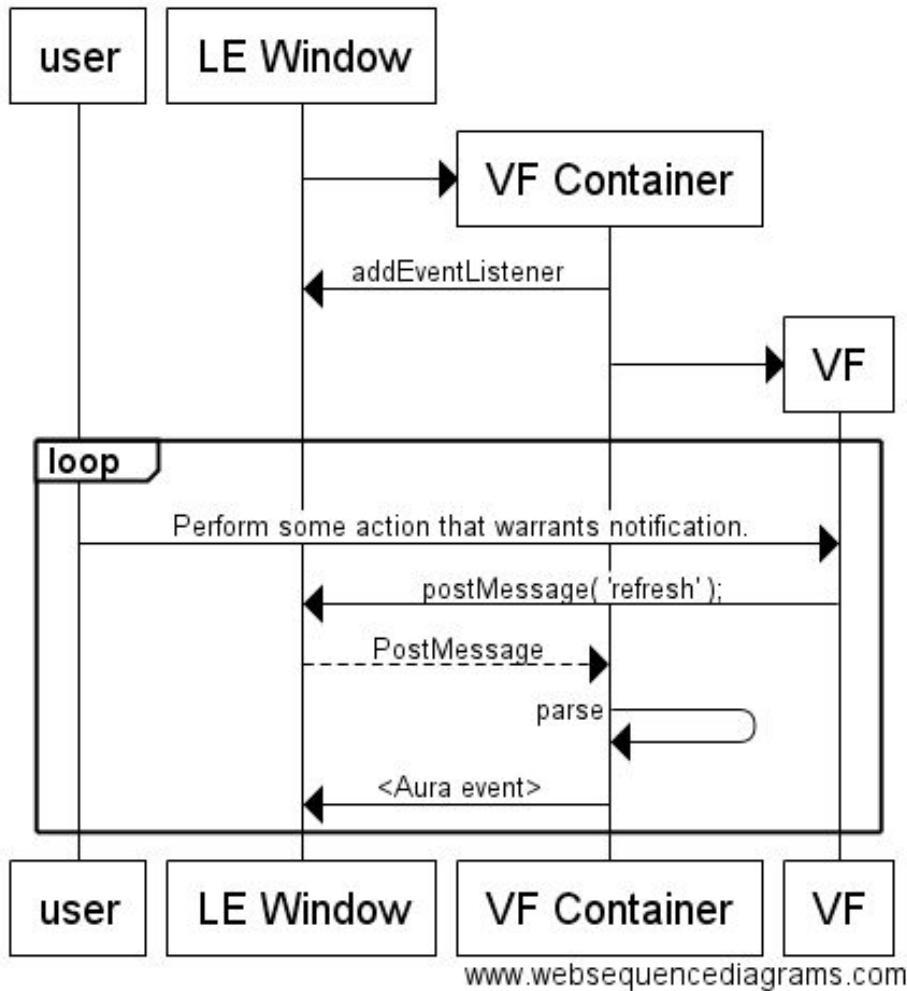 user
LE Window
VF Container
addEventListener
VF
loop
Perform some action that warrants notification.
postMessage( 'refresh' );
PostMessage
parse
<Aura event>
user
LE Window
VF Container
VF
www.websequencediagrams.com